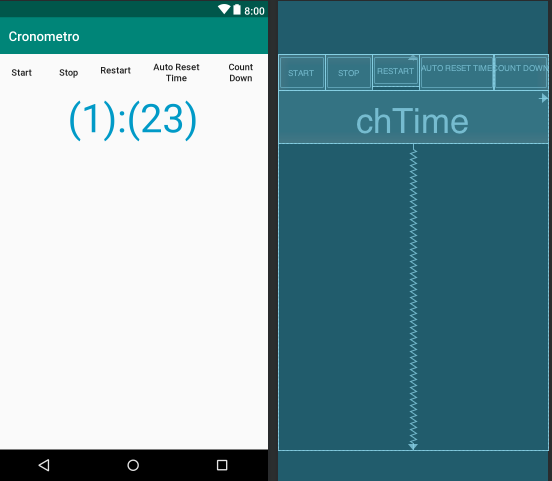 8:00
Cronometro
Start Stop Restart Auto Reset Time Count Down
(1):(23)
START STOP RESTART AUTO RESET TIME COUNT DOWN
chTime